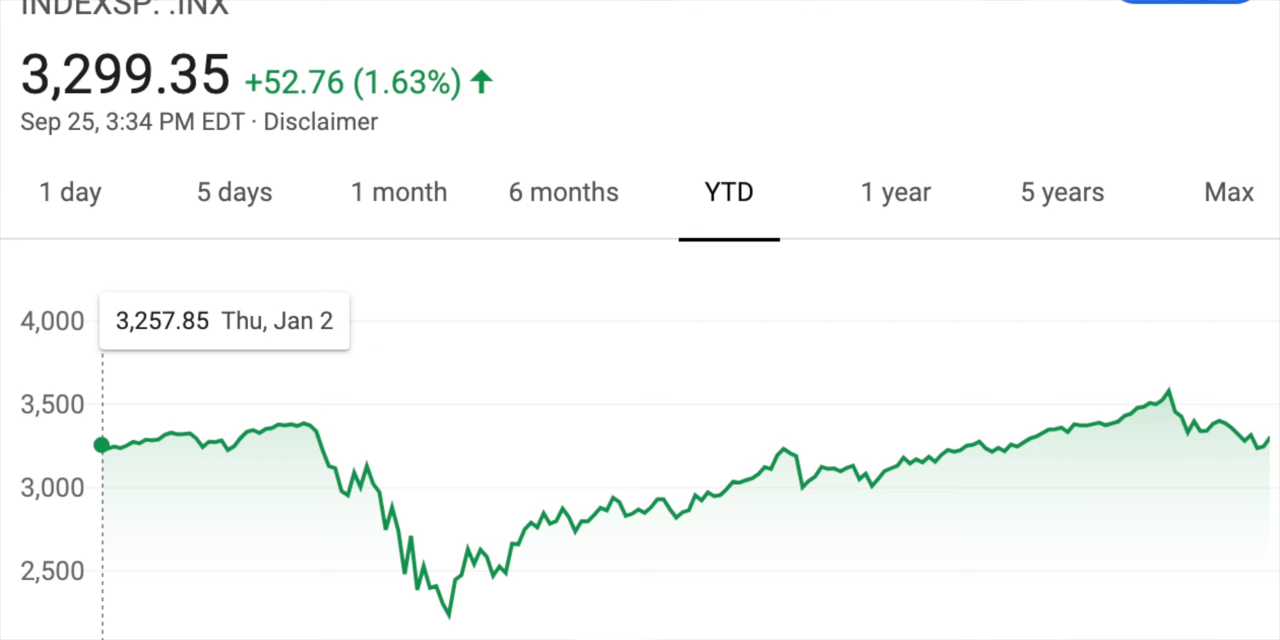 INDEXSP: .INX
3,299.35 +52.76 (1.63%)
Sep 25, 3:34 PM EDT · Disclaimer
1 day 5 days 1 month 6 months YTD 1 year 5 years Max
4,000
3,257.85 Thu, Jan 2
3,500
3,000
2,500